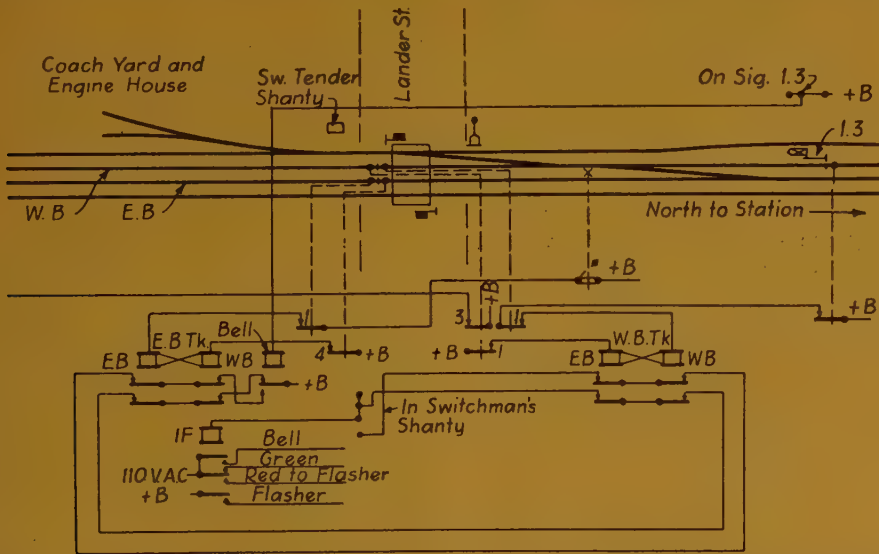 Coach Yard and
Engine House
Sw. Tender
Shanty
Lander St.
On Sig. 1.3
+B
1.3
W.B
E.B
North to Station
+B
1
3
+B
1
+B
E.B Tk.
Bell
4
+B
+B
1
W.B.Tk
EB
WB
EB
WB
+B
In Switchman's
Shanty
1F
Bell
Green
110 V.A.C
Red to Flasher
+B
Flasher